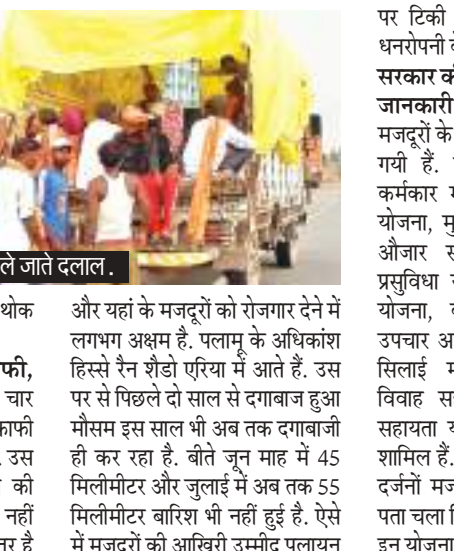 ले जाते दलाल.
थोक
फी,
चार
काफी
उस
की
नहीं
है
और यहां के मजदूरों को रोजगार देने में
लगभग अक्षम है. पलामू के अधिकांश
हिस्से रैन शैडो एरिया में आते हैं. उस
पर से पिछले दो साल से दगाबाज हुआ
मौसम इस साल भी अब तक दगाबाजी
ही कर रहा है. बीते जून माह में 45
मिलीमीटर और जुलाई में अब तक 55
मिलीमीटर बारिश भी नहीं हुई है. ऐसे
में मजदूरों की आखिरी उम्मीद पलायन
पर टिकी
धनरोपनी
सरकार की
जानकारी
मजदूरों के
गयी हैं.
कर्मकार
योजना, मु
औजार स
प्रसुविधा
योजना,
उपचार अ
सिलाई म
विवाह स
सहायता य
शामिल हैं.
दर्जनों मज
पता चला
इन योजना